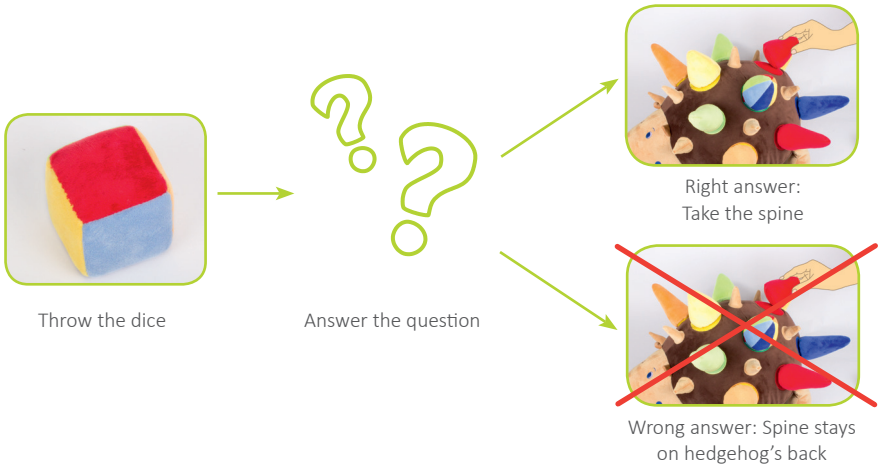 Throw the dice
Answer the question
Right answer:
Take the spine
Wrong answer: Spine stays
on hedgehog’s back